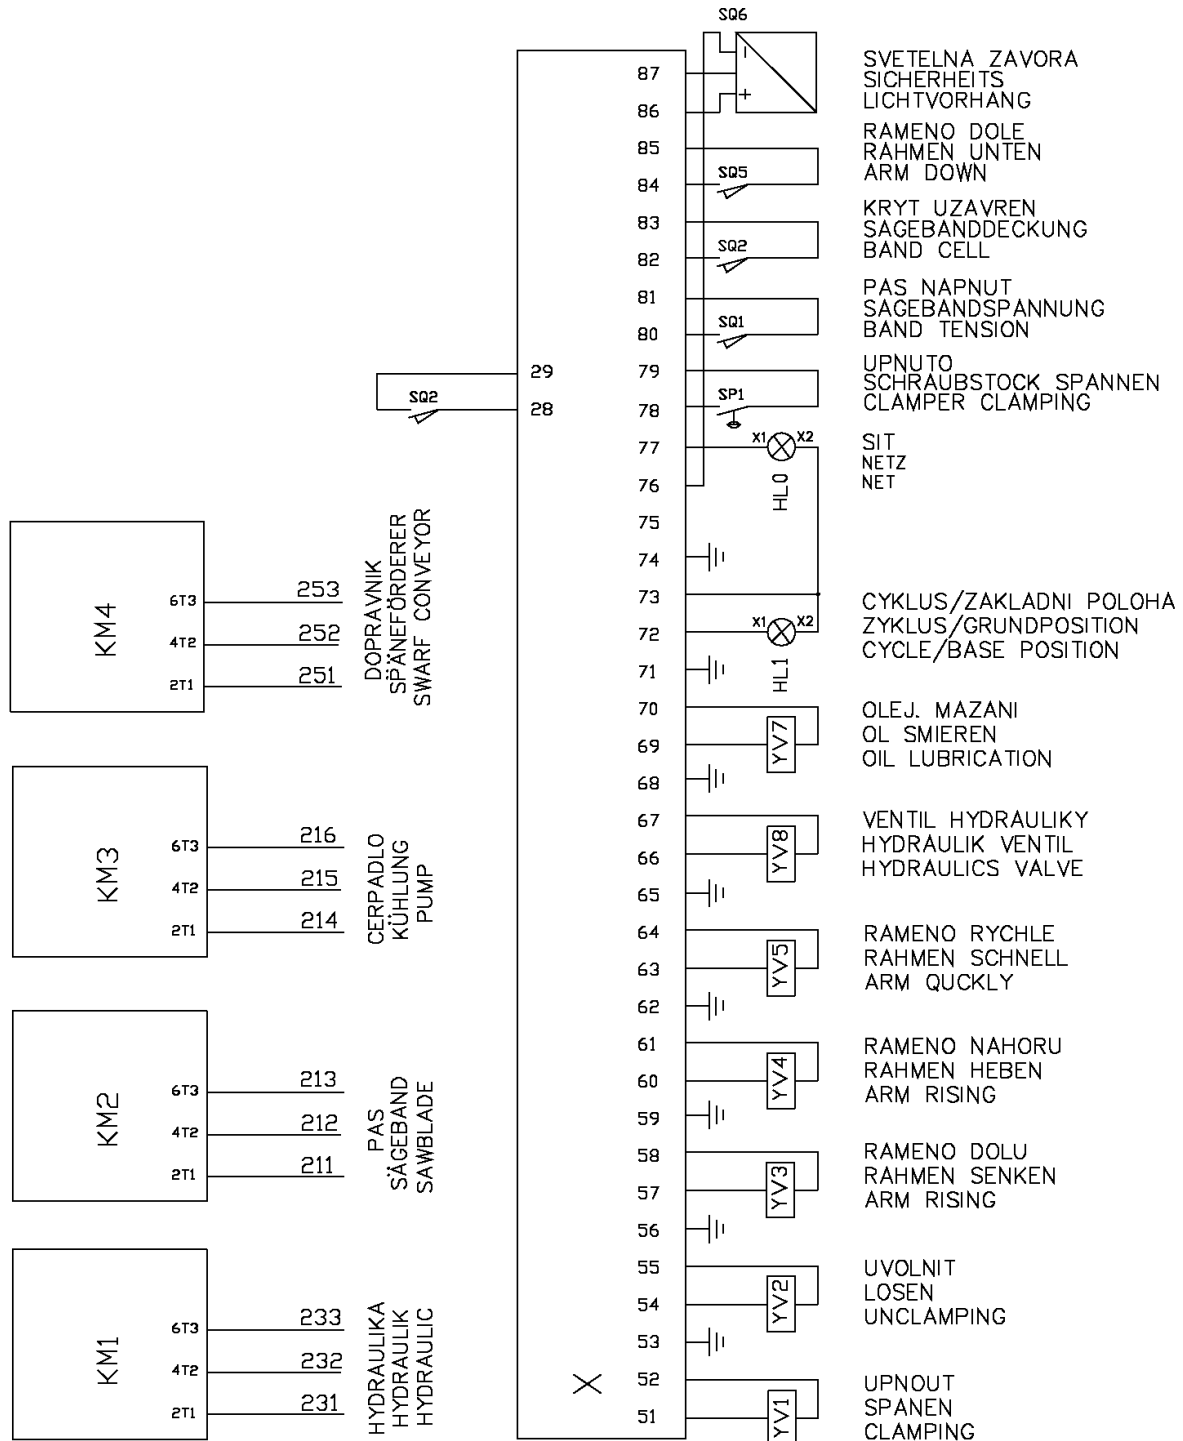 SQ6
87
-
SVETELNA ZAVORA
SICHERHEITS
LICHTVORHANG
86
+
85
RAMENO DOLE
RAHMEN UNTEN
ARM DOWN
84
SQ5
83
KRYT UZAVREN
SAGEBANDDECKUNG
BAND CELL
82
SQ2
81
PAS NAPNUT
SAGEBANDSPANNUNG
BAND TENSION
80
SQ1
29
79
UPNUTO
SCHRAUBSTOCK SPANNEN
CLAMPER CLAMPING
SQ2
28
78
SP1
77
X1
X2
HL0
SIT
NETZ
NET
76
75
74
73
CYKLUS/ZAKLADNI POLOHA
ZYKLUS/GRUNDPOSITION
CYCLE/BASE POSITION
72
X1
X2
HL1
71
KM4
6T3
253
4T2
252
2T1
251
DOPRAVNIK
SPÄNEFÖRDERER
SWARF CONVEYOR
70
69
YV7
OLEJ. MAZANI
OL SMIEREN
OIL LUBRICATION
68
KM3
6T3
216
4T2
215
2T1
214
CERPADLO
KÜHLUNG
PUMP
67
66
YV8
VENTIL HYDRAULIKY
HYDRAULIK VENTIL
HYDRAULICS VALVE
65
64
63
YV5
RAMENO RYCHLE
RAHMEN SCHNELL
ARM QUCKLY
62
KM2
6T3
213
4T2
212
2T1
211
PAS
SÄGEBAND
SAWBLADE
61
60
YV4
RAMENO NAHORU
RAHMEN HEBEN
ARM RISING
59
58
57
YV3
RAMENO DOLU
RAHMEN SENKEN
ARM RISING
56
KM1
6T3
233
4T2
232
2T1
231
HYDRAULIKA
HYDRAULIK
HYDRAULIC
55
54
YV2
UVOLNIT
LOSEN
UNCLAMPING
53
X
52
51
YV1
UPNOUT
SPANEN
CLAMPING